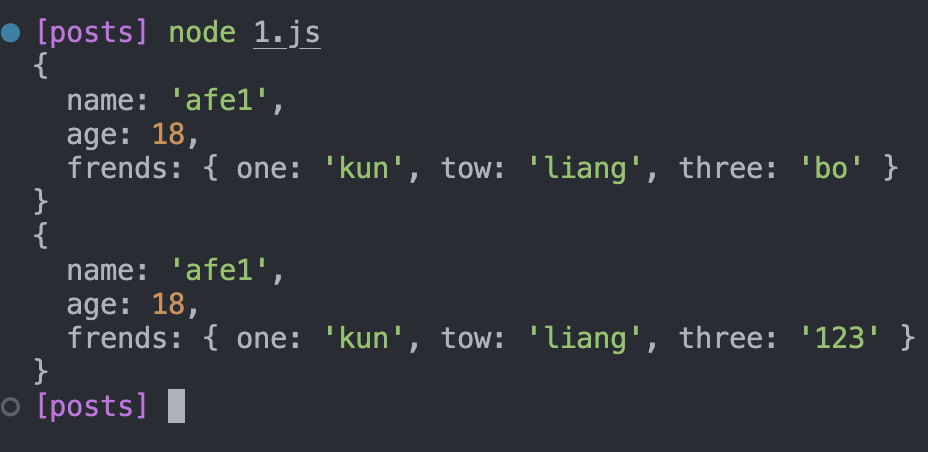 [posts] node 1.js
{
  name: 'afe1',
  age: 18,
  frends: { one: 'kun', tow: 'liang', three: 'bo' }
}
{
  name: 'afe1',
  age: 18,
  frends: { one: 'kun', tow: 'liang', three: '123' }
}
[posts]